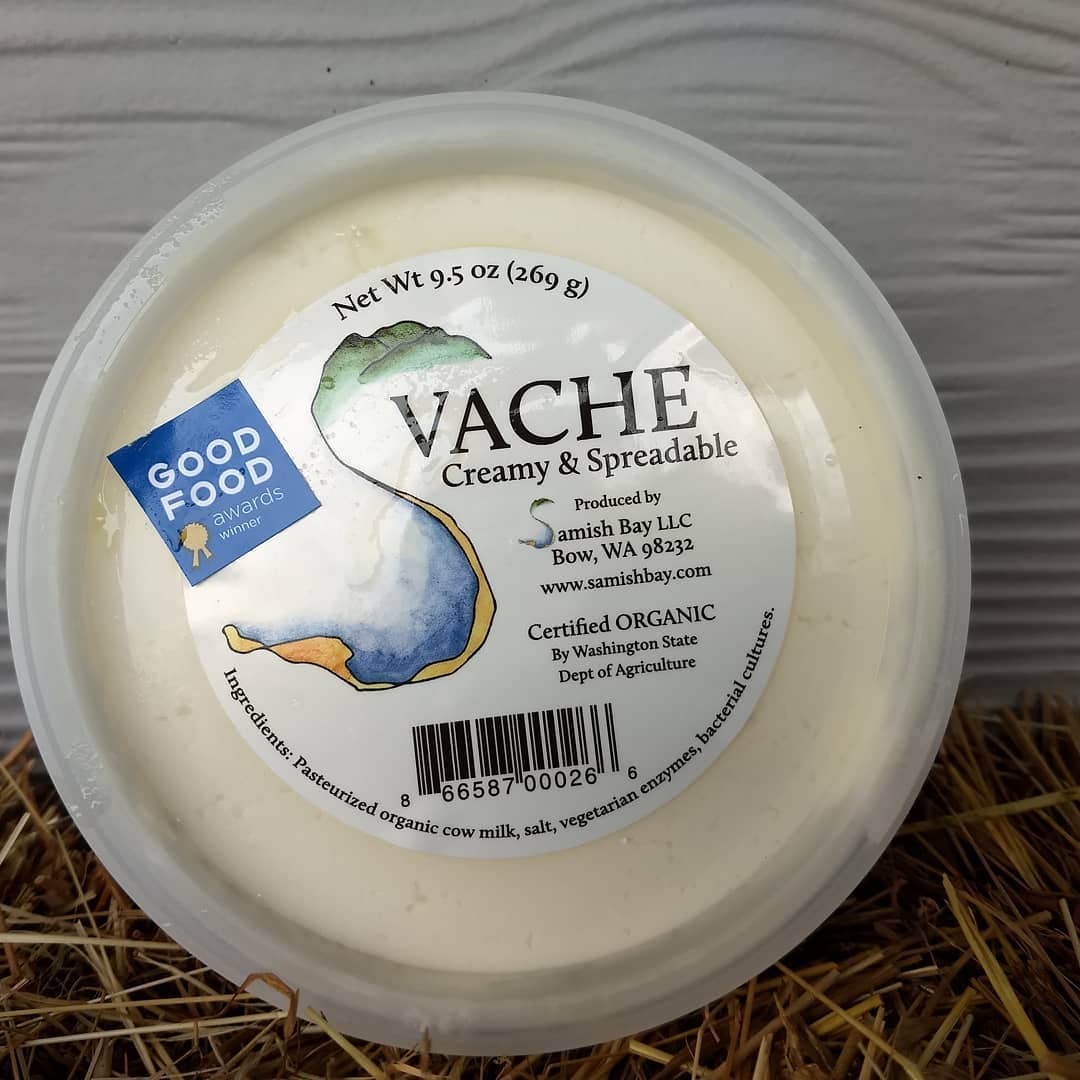 Net Wt 9.5 oz (269 g)
VACHE
Creamy & Spreadable
GOOD
FOOD
awards
winner
Produced by
Samish Bay LLC
Bow, WA 98232
www.samishbay.com
Certified ORGANIC
By Washington State
Dept of Agriculture
8 66587 00026 6
Ingredients: Pasteurized organic cow milk, salt, vegetarian enzymes, bacterial cultures.